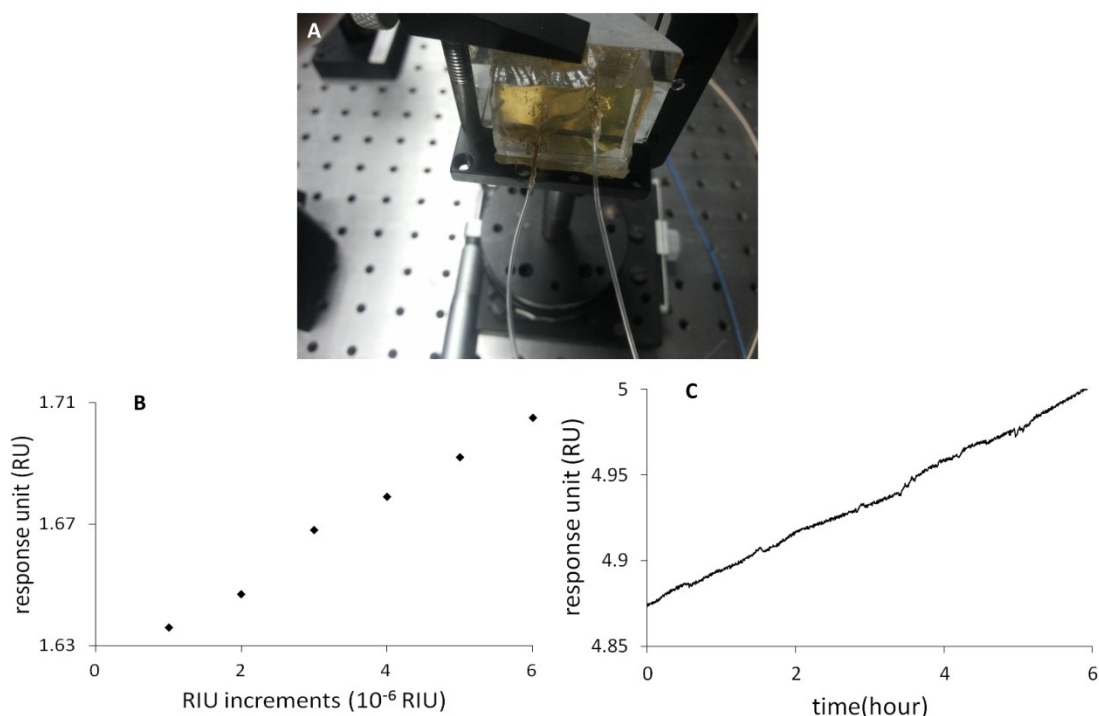 A
B
1.71
1.67
1.63
0
2
4
6
response unit (RU)
RIU increments (10⁻⁶ RIU)
C
5
4.95
4.9
4.85
0
2
4
6
response unit (RU)
time(hour)